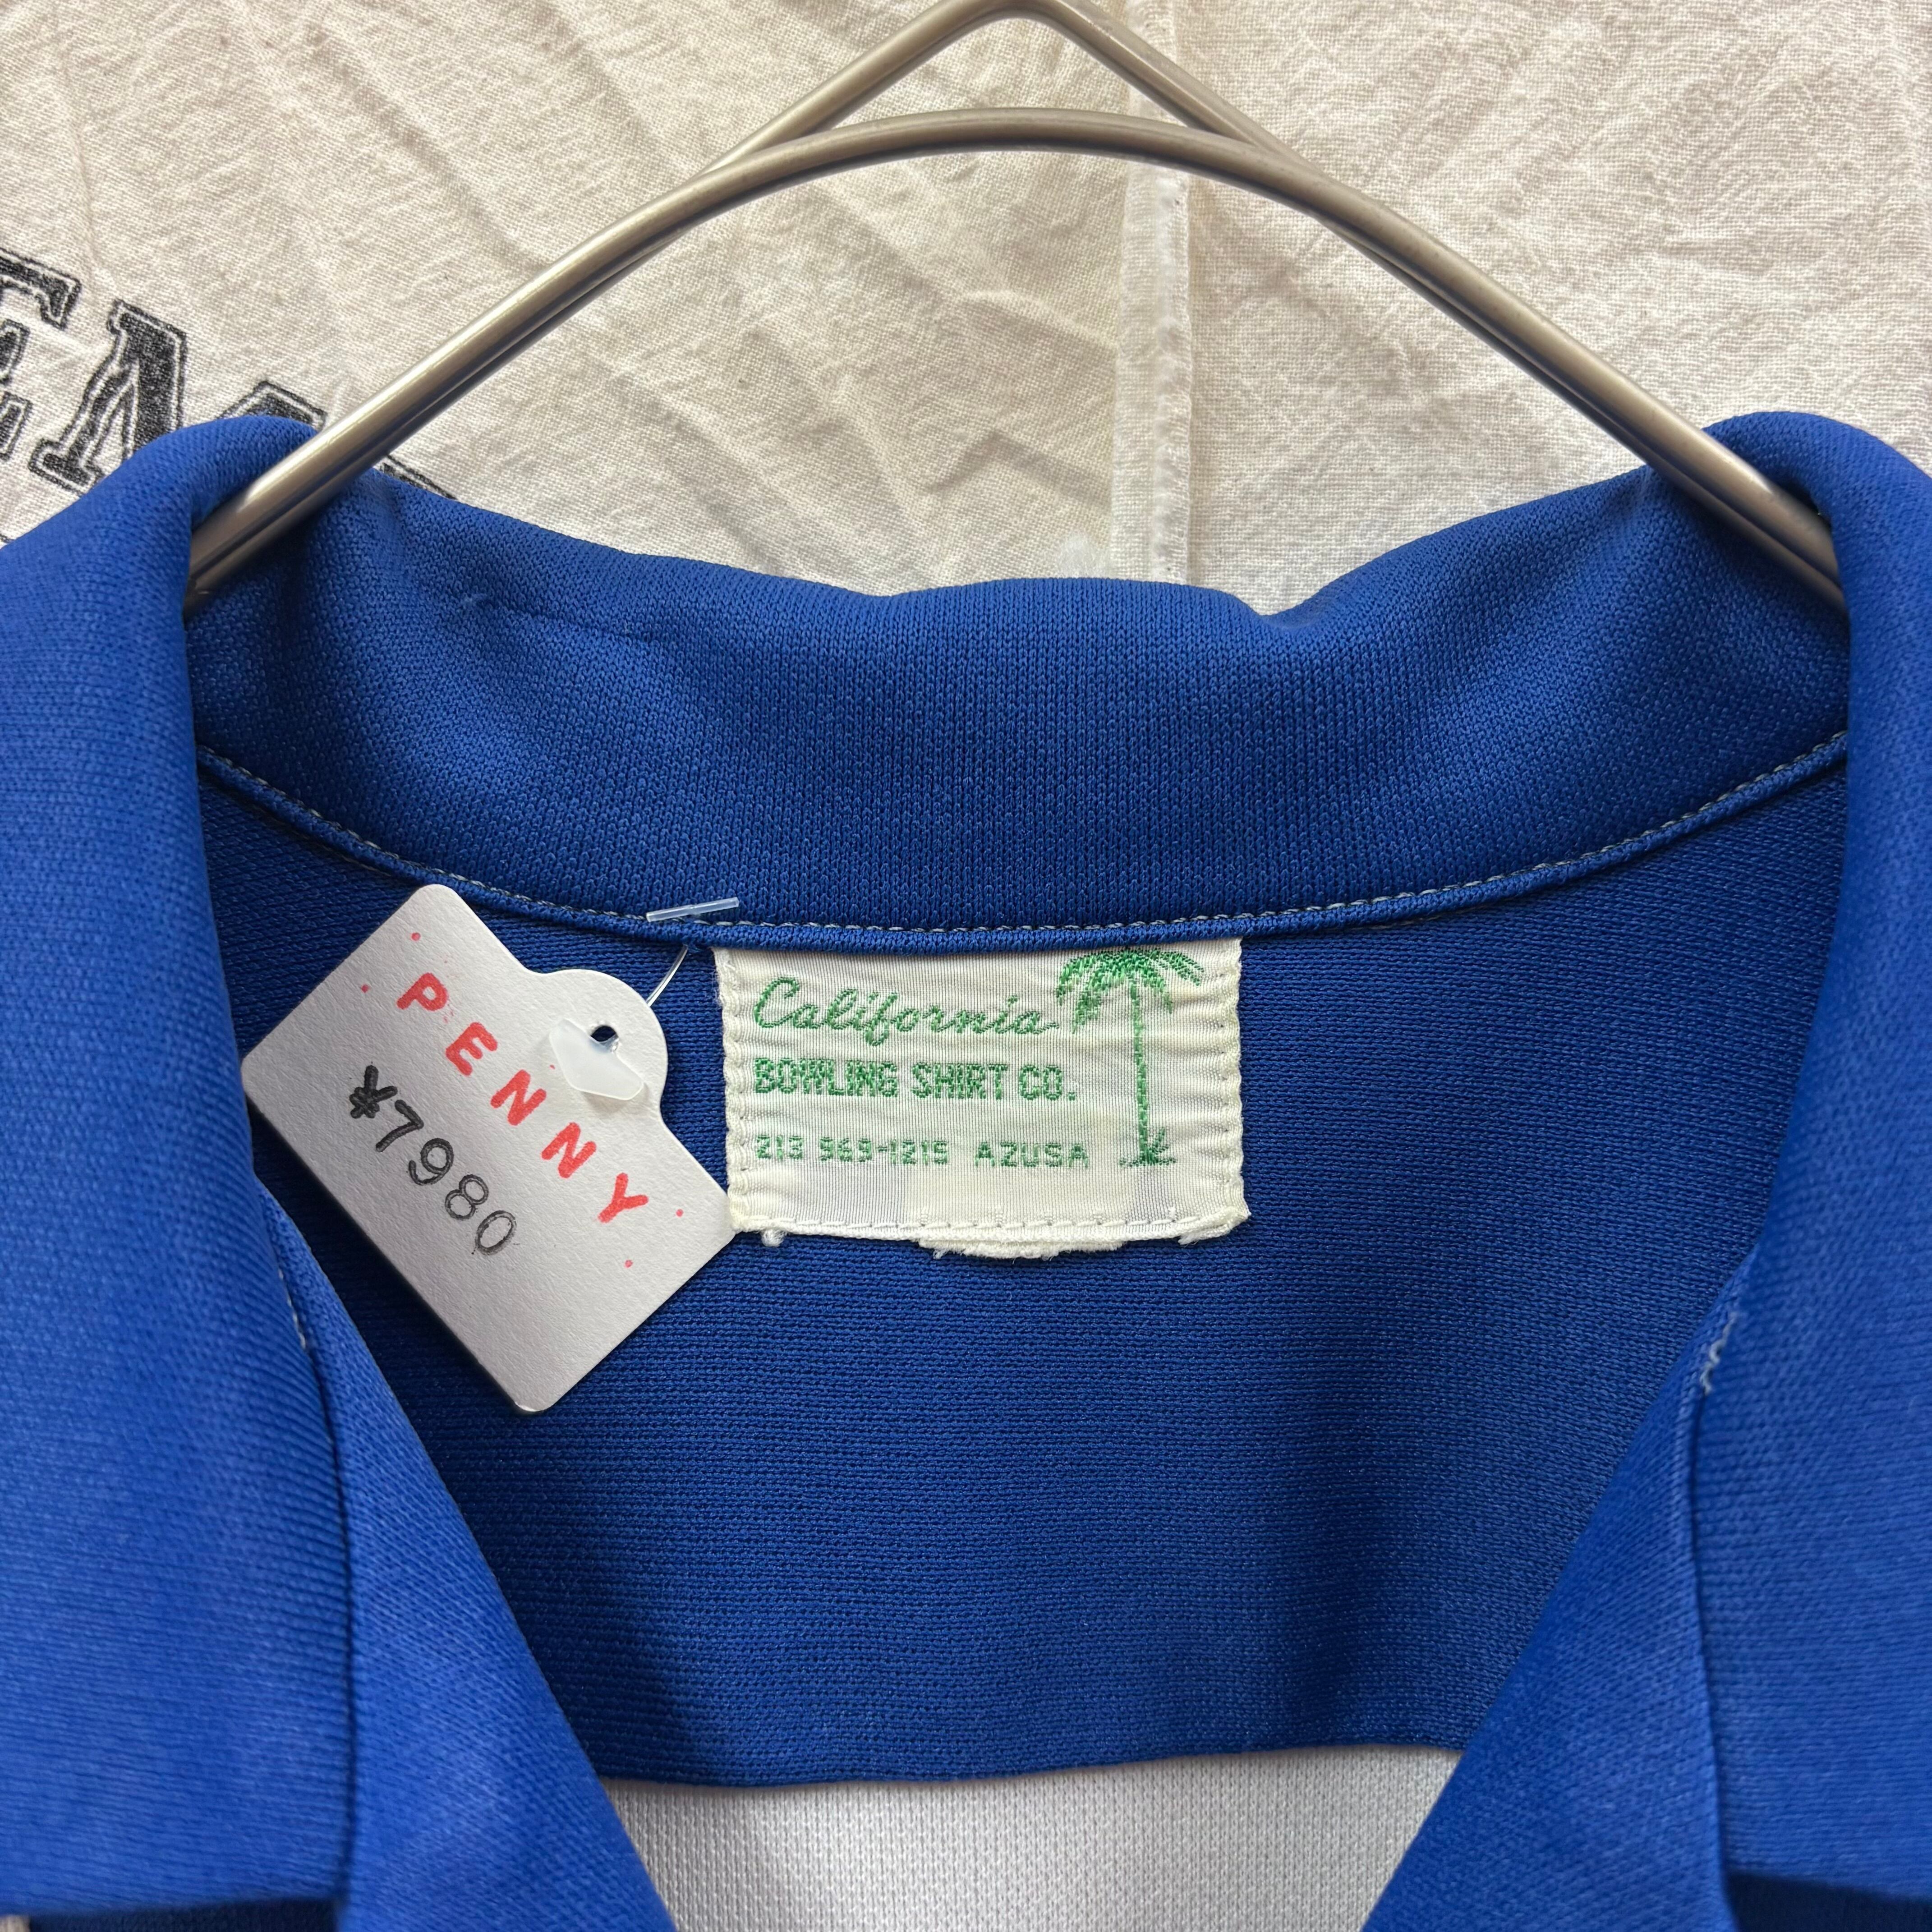 PENNY
¥7980
California
BOWLING SHIRT CO.
213 969-1215 AZUSA